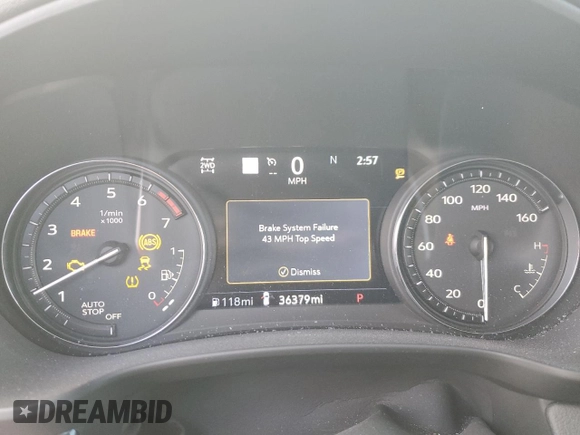 2WD
0
MPH
N
2:57
Brake System Failure
43 MPH Top Speed
Dismiss
118mi
36379mi
P
1/min
x1000
1
2
3
4
5
6
7
BRAKE
ABS
AUTO
STOP
OFF
1
0
MPH
0
20
40
60
80
100
120
140
160
H
C
DREAMBID